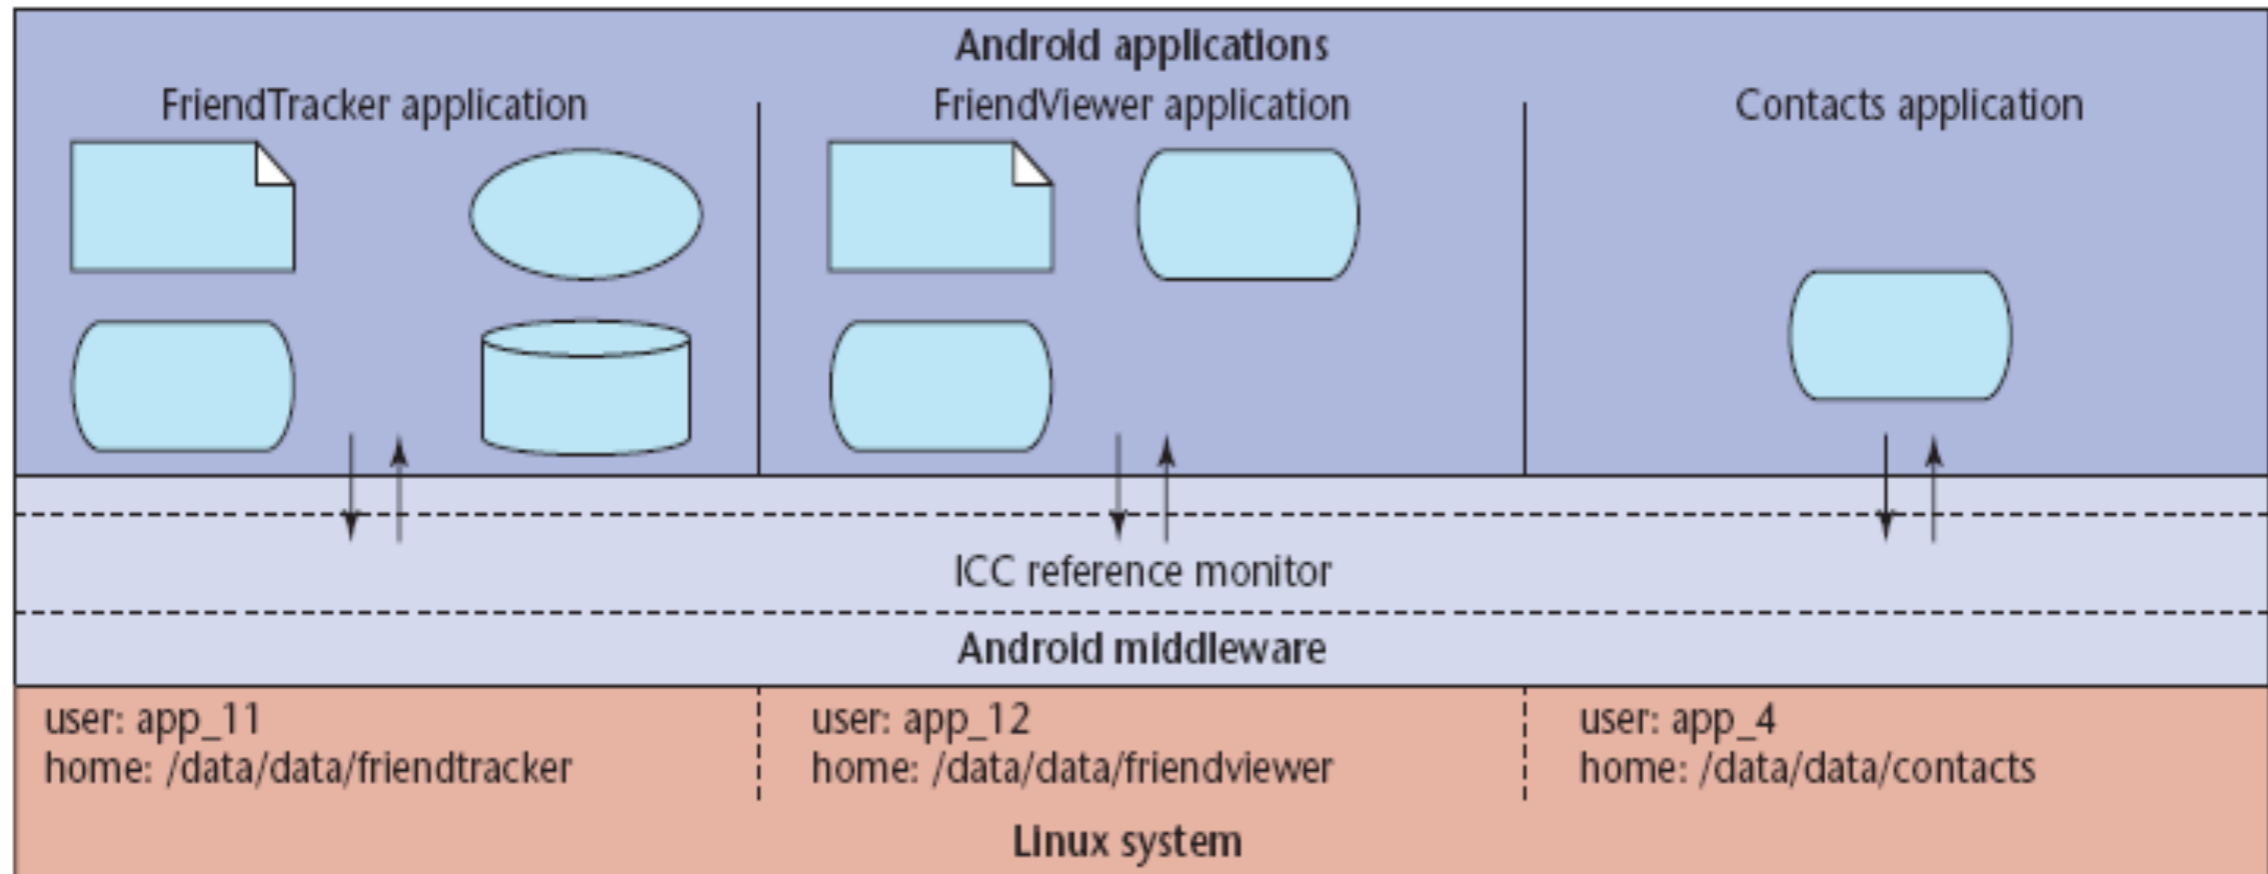 Android applications
FriendTracker application
FriendViewer application
Contacts application
ICC reference monitor
Android middleware
user: app_11
home: /data/data/friendtracker
user: app_12
home: /data/data/friendviewer
user: app_4
home: /data/data/contacts
Linux system